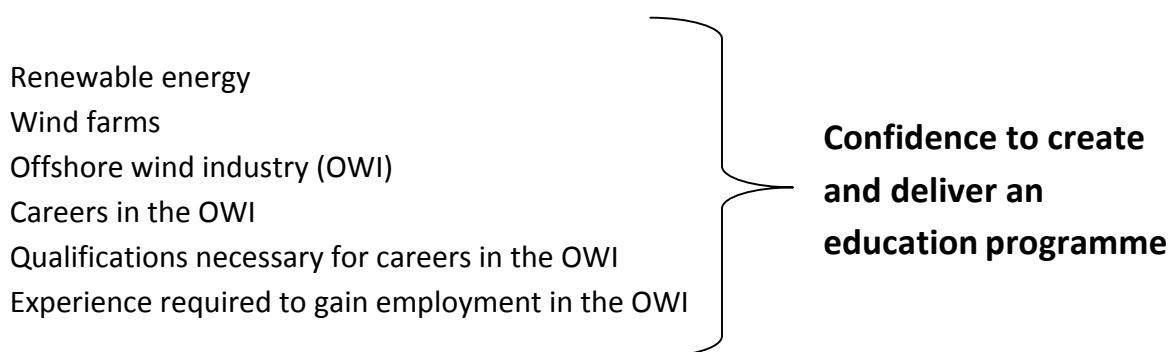 Renewable energy
Wind farms
Offshore wind industry (OWI)
Careers in the OWI
Qualifications necessary for careers in the OWI
Experience required to gain employment in the OWI
Confidence to create
and deliver an
education programme